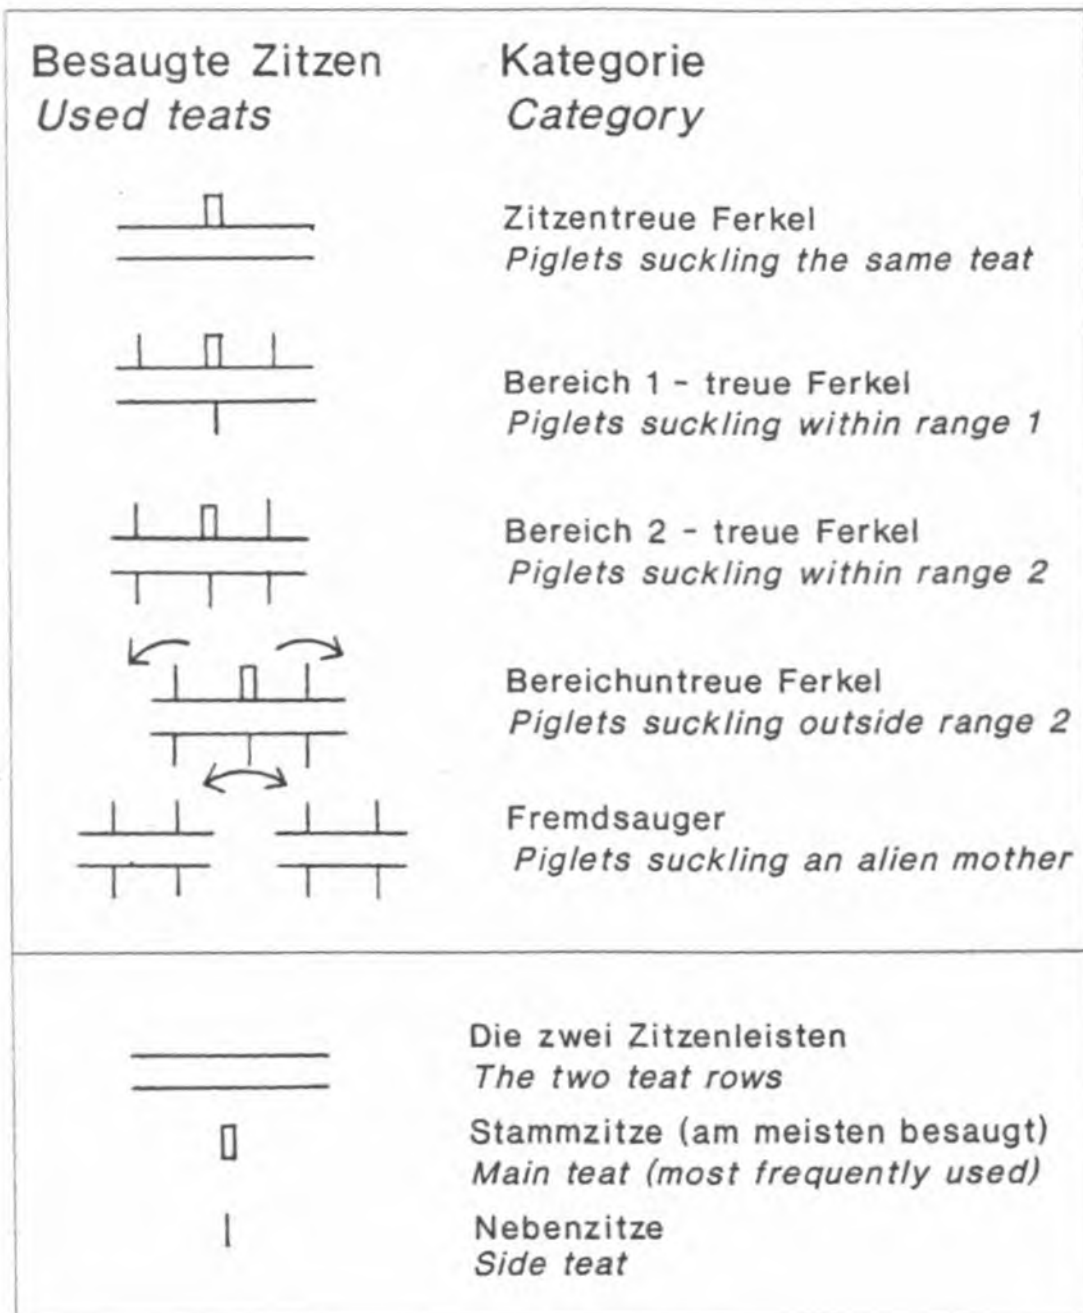 Besaugte Zitzen
Used teats
Kategorie
Category
Zitzentreue Ferkel
Piglets suckling the same teat
Bereich 1 - treue Ferkel
Piglets suckling within range 1
Bereich 2 - treue Ferkel
Piglets suckling within range 2
Bereichuntreue Ferkel
Piglets suckling outside range 2
Fremdsauger
Piglets suckling an alien mother
Die zwei Zitzenleisten
The two teat rows
Stammzitze (am meisten besaugt)
Main teat (most frequently used)
Nebenzitze
Side teat